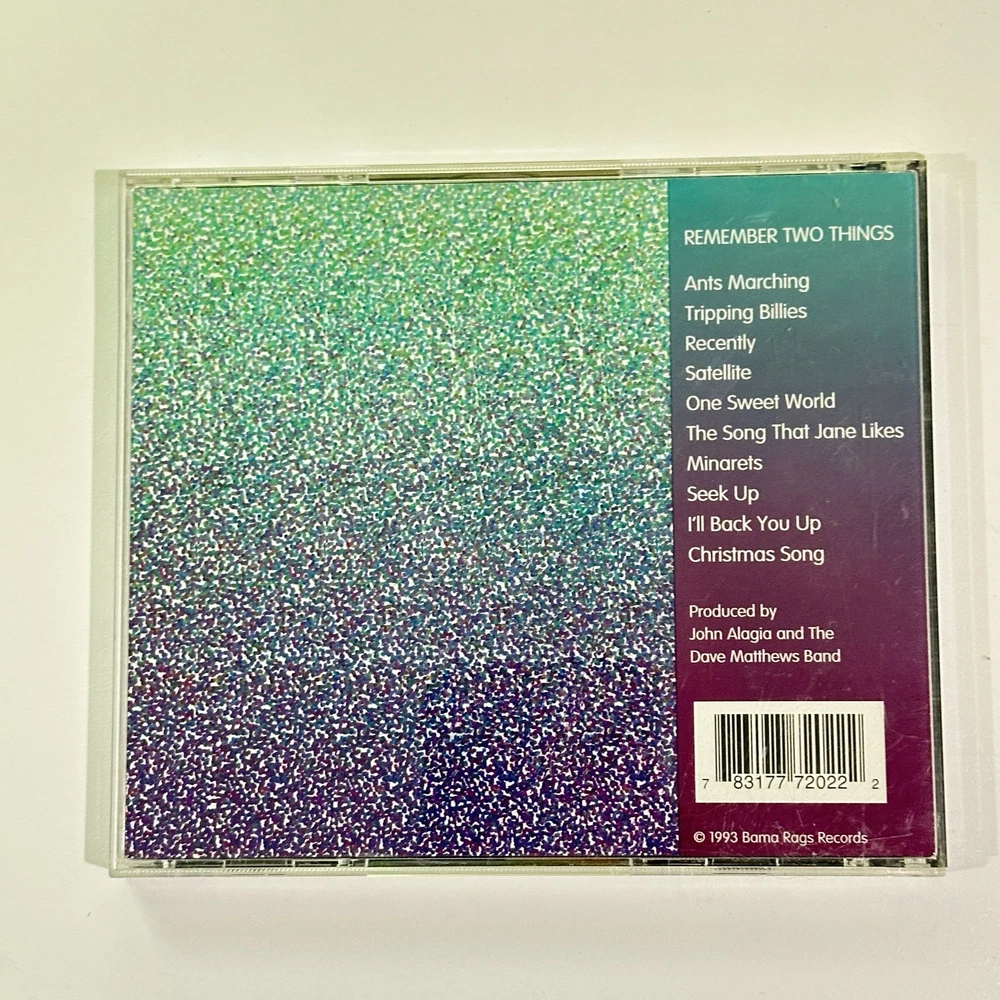 REMEMBER TWO THINGS
Ants Marching
Tripping Billies
Recently
Satellite
One Sweet World
The Song That Jane Likes
Minarets
Seek Up
I'll Back You Up
Christmas Song
Produced by
John Alagia and The
Dave Matthews Band
7 83177 72022 2
© 1993 Bama Rags Records